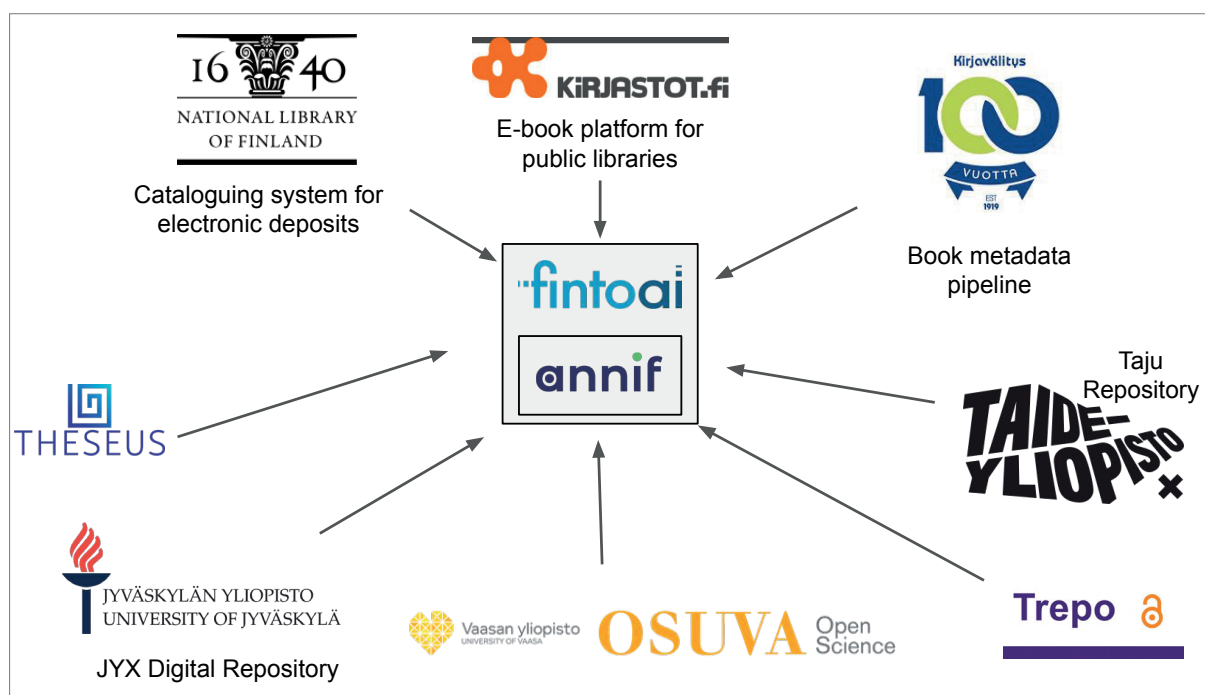 16 40
NATIONAL LIBRARY
OF FINLAND
Cataloguing system for
electronic deposits
KiRJASTOT.fi
E-book platform for
public libraries
Kirjavälitys
100
VUOTTA
EST
1919
Book metadata
pipeline
fintoai
annif
THESEUS
Taju
Repository
TAIDE-
YLIOPISTO
JYVÄSKYLÄN YLIOPISTO
UNIVERSITY OF JYVÄSKYLÄ
JYX Digital Repository
Vaasan yliopisto
UNIVERSITY OF VAASA
OSUVA Open
Science
Trepo